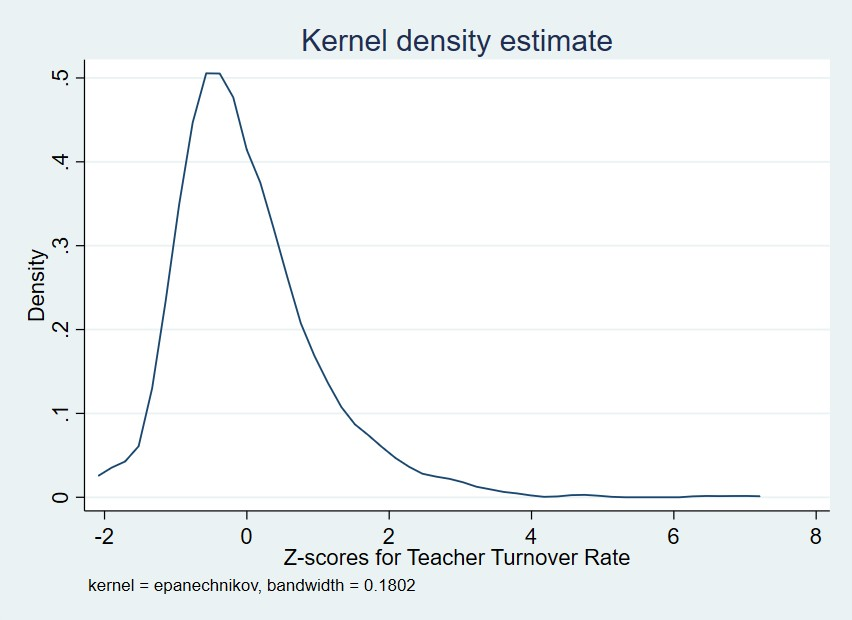 Kernel density estimate
Density
.5
.4
.3
.2
.1
0
-2 0 2 4 6 8
Z-scores for Teacher Turnover Rate
kernel = epanechnikov, bandwidth = 0.1802